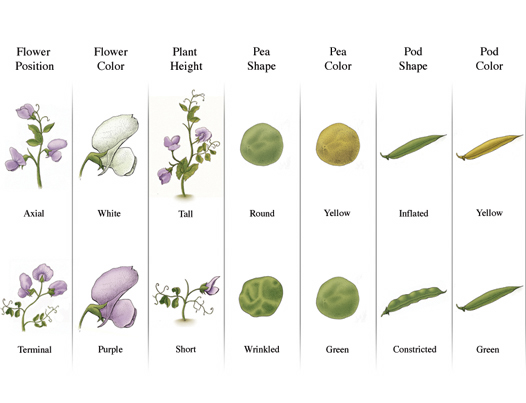 Flower Position
Flower Color
Plant Height
Pea Shape
Pea Color
Pod Shape
Pod Color
Axial
White
Tall
Round
Yellow
Inflated
Yellow
Terminal
Purple
Short
Wrinkled
Green
Constricted
Green